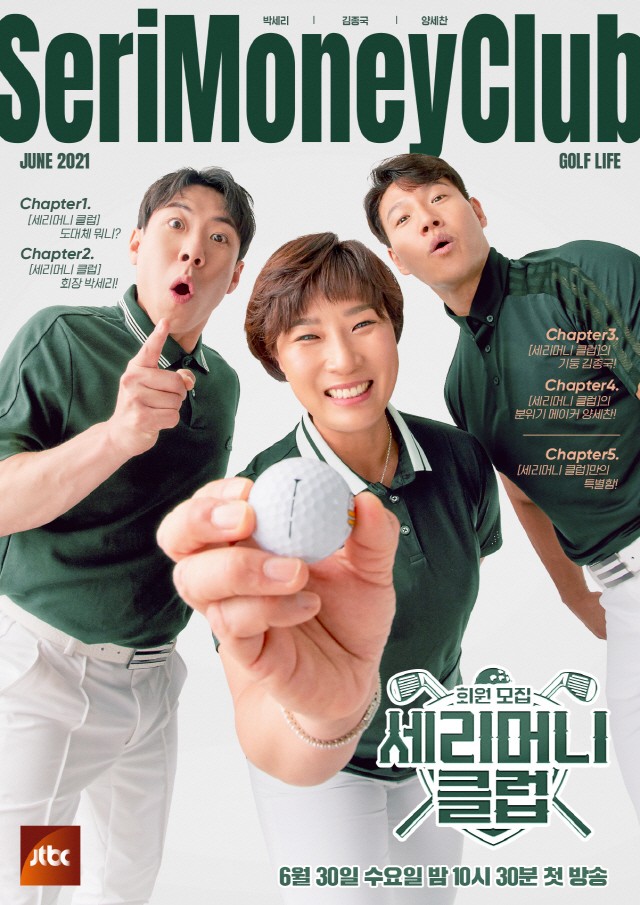 박세리 | 김종국 | 양세찬
SeriMoneyClub
JUNE 2021
GOLF LIFE
Chapter1.
[세리머니 클럽]
도대체 뭐니?
Chapter2.
[세리머니 클럽]
회장 박세리!
Chapter3.
[세리머니 클럽]의
기둥 김종국!
Chapter4.
[세리머니 클럽]의
분위기 메이커 양세찬!
Chapter5.
[세리머니 클럽]만의
특별함!
회원 모집
세리머니
클럽
jtbc
6월 30일 수요일 밤 10시 30분 첫 방송